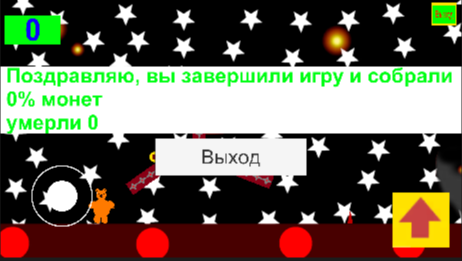 0
Поздравляю, вы завершили игру и собрали
0% монет
умерли 0
Выход